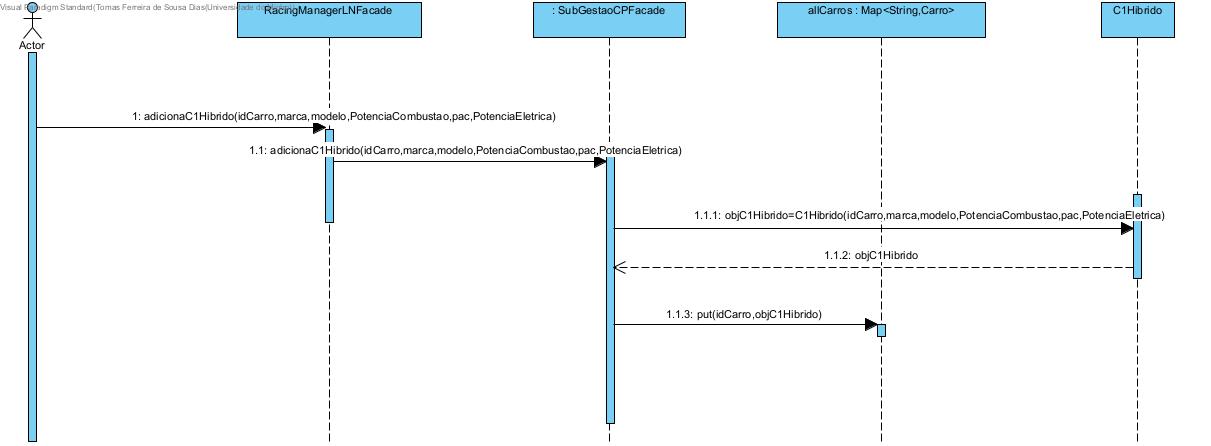 Visual Paradigm Standard(Tomas Ferreira de Sousa Dias(Universidade do
RacingManagerLNFacade
: SubGestaoCPFacade
allCarros : Map<String,Carro>
C1Hibrido
Actor
1: adicionaC1Hibrido(idCarro,marca,modelo,PotenciaCombustao,pac,PotenciaEletrica)
1.1: adicionaC1Hibrido(idCarro,marca,modelo,PotenciaCombustao,pac,PotenciaEletrica)
1.1.1: objC1Hibrido=C1Hibrido(idCarro,marca,modelo,PotenciaCombustao,pac,PotenciaEletrica)
1.1.2: objC1Hibrido
1.1.3: put(idCarro,objC1Hibrido)